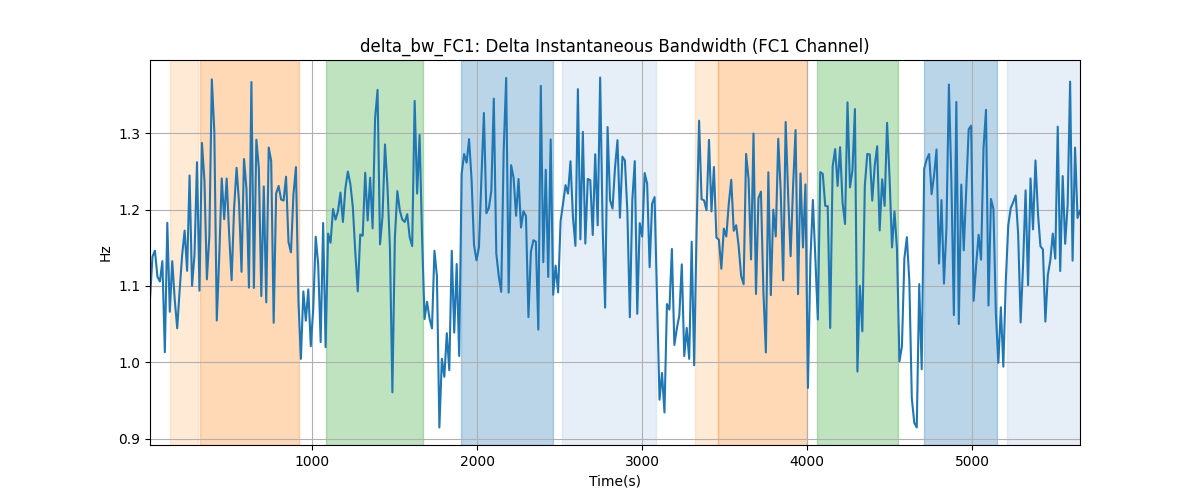 delta_bw_FC1: Delta Instantaneous Bandwidth (FC1 Channel)
Hz
1.3
1.2
1.1
1.0
0.9
1000 2000 3000 4000 5000
Time(s)